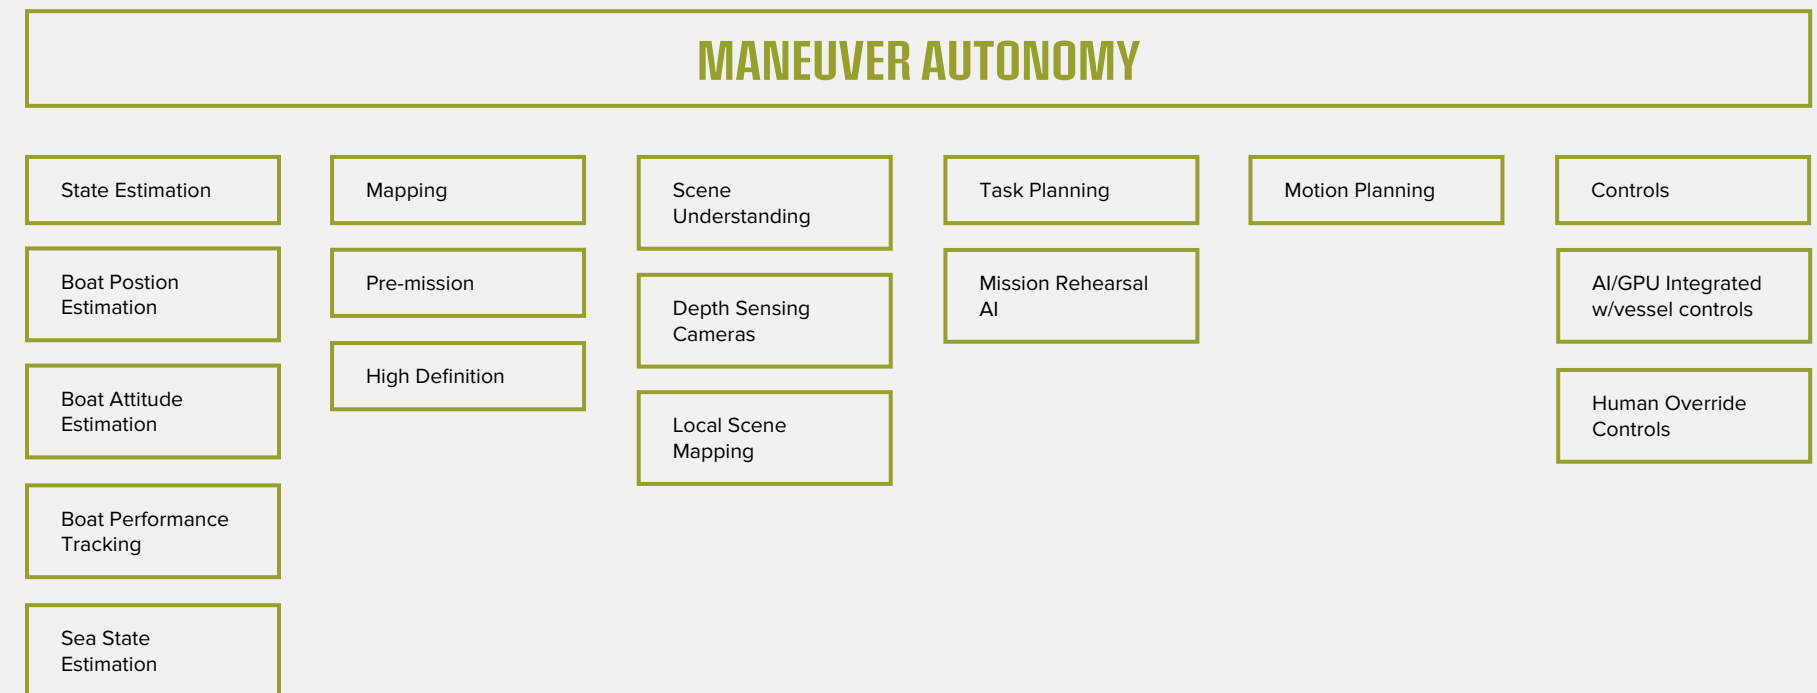 MANEUVER AUTONOMY
State Estimation
Boat Postion
Estimation
Boat Attitude
Estimation
Boat Performance
Tracking
Sea State
Estimation
Mapping
Pre-mission
High Definition
Scene
Understanding
Depth Sensing
Cameras
Local Scene
Mapping
Task Planning
Mission Rehearsal
AI
Motion Planning
Controls
AI/GPU Integrated
w/vessel controls
Human Override
Controls